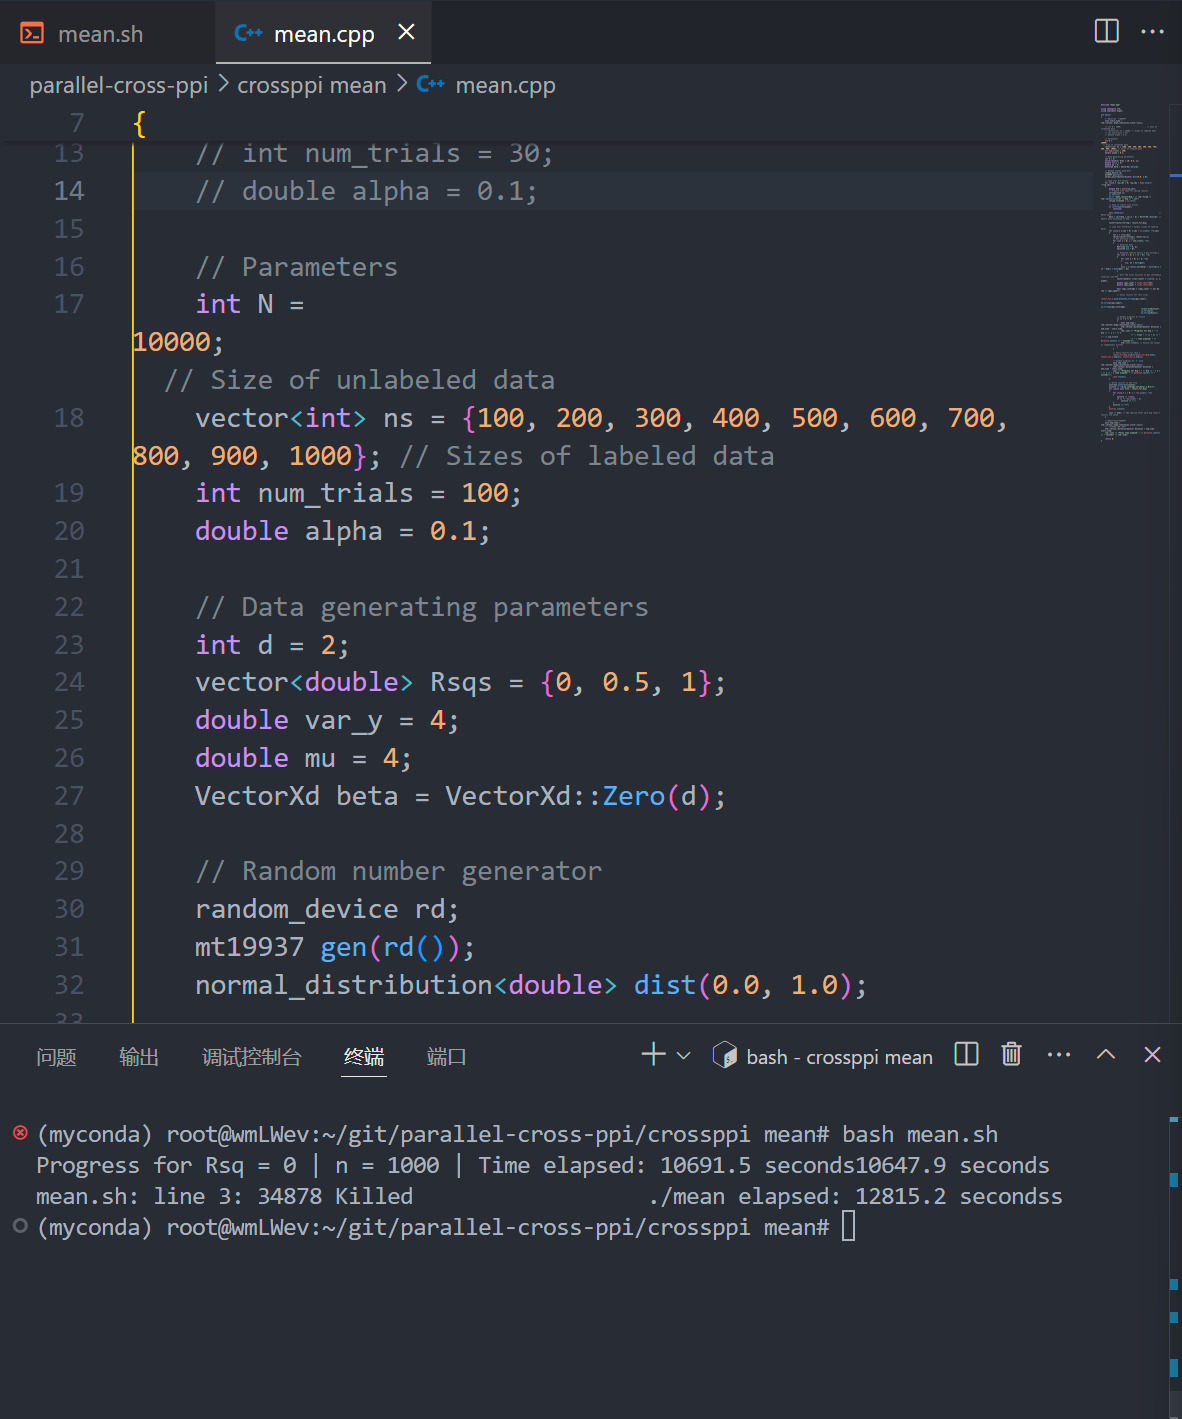 mean.sh
C++ mean.cpp
parallel-cross-ppi > crossppi mean > C++ mean.cpp
7 {
13 // int num_trials = 30;
14 // double alpha = 0.1;
15
16 // Parameters
17 int N =
10000;
// Size of unlabeled data
18 vector<int> ns = {100, 200, 300, 400, 500, 600, 700,
800, 900, 1000}; // Sizes of labeled data
19 int num_trials = 100;
20 double alpha = 0.1;
21
22 // Data generating parameters
23 int d = 2;
24 vector<double> Rsqs = {0, 0.5, 1};
25 double var_y = 4;
26 double mu = 4;
27 VectorXd beta = VectorXd::Zero(d);
28
29 // Random number generator
30 random_device rd;
31 mt19937 gen(rd());
32 normal_distribution<double> dist(0.0, 1.0);
33
问题 输出 调试控制台 终端 端口 bash - crossppi mean
(myconda) root@wmLWev:~/git/parallel-cross-ppi/crossppi mean# bash mean.sh
Progress for Rsq = 0 | n = 1000 | Time elapsed: 10691.5 seconds10647.9 seconds
mean.sh: line 3: 34878 Killed ./mean elapsed: 12815.2 secondss
(myconda) root@wmLWev:~/git/parallel-cross-ppi/crossppi mean#